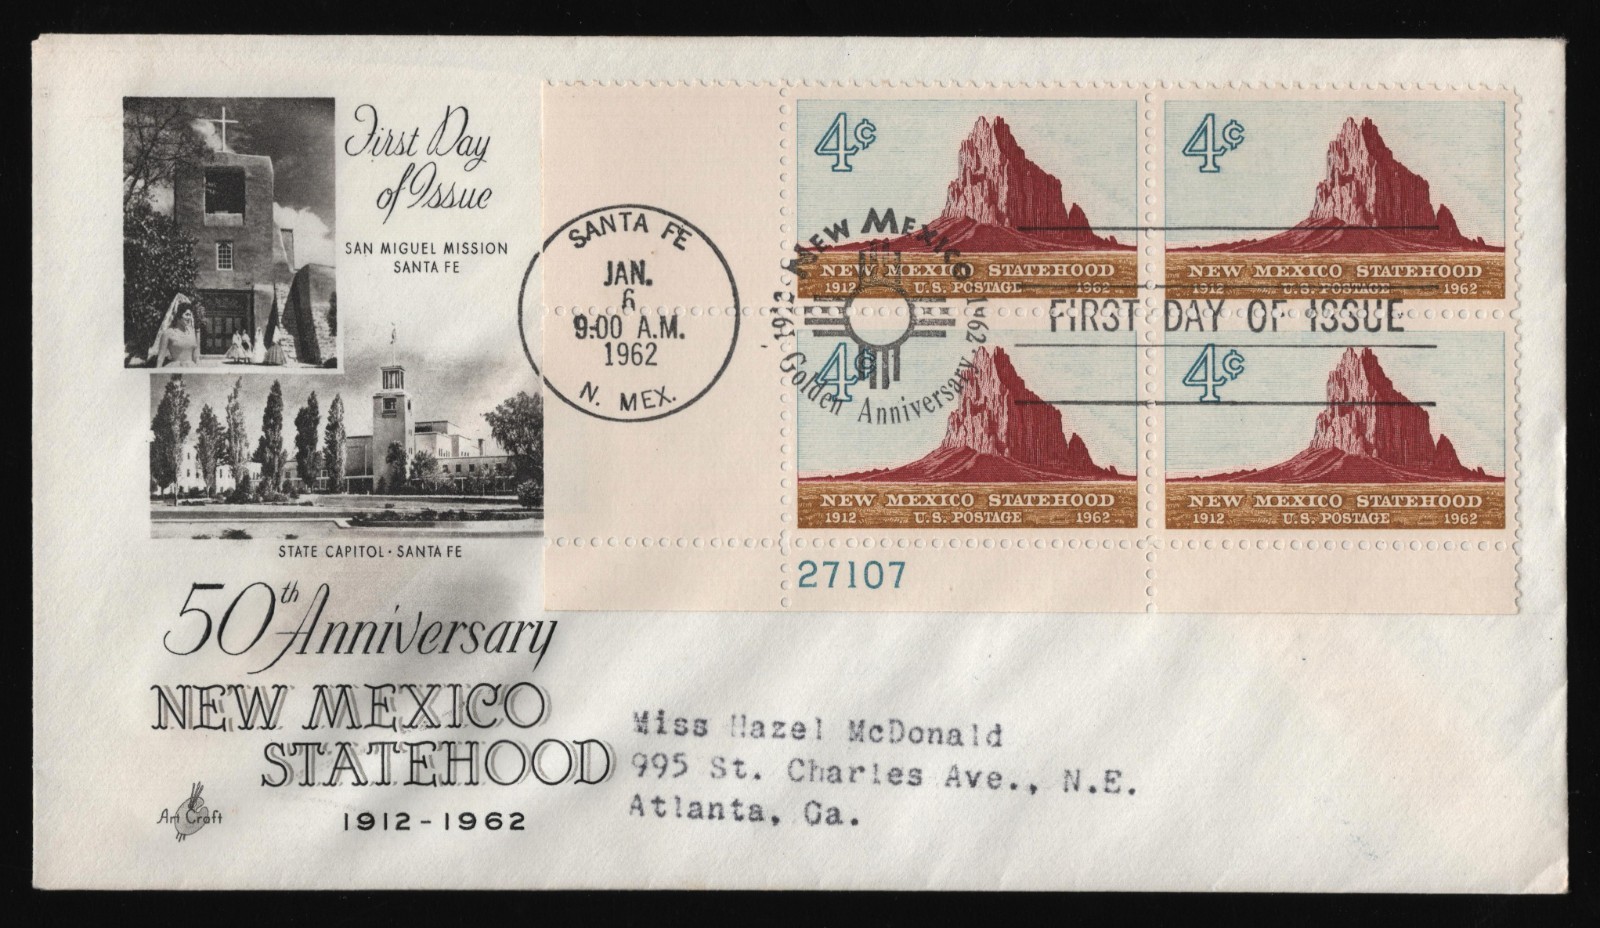 First Day
of Issue
SAN MIGUEL MISSION
SANTA FE
STATE CAPITOL · SANTA FE
50th Anniversary
NEW MEXICO
STATEHOOD
1912 - 1962
Art Craft
SANTA FE
JAN.
6
9:00 A.M.
1962
N. MEX.
NEW MEXICO
1912
1962
Golden Anniversary
FIRST DAY OF ISSUE
4¢
NEW MEXICO STATEHOOD
1912 U.S. POSTAGE 1962
4¢
NEW MEXICO STATEHOOD
1912 U.S. POSTAGE 1962
4¢
NEW MEXICO STATEHOOD
1912 U.S. POSTAGE 1962
4¢
NEW MEXICO STATEHOOD
1912 U.S. POSTAGE 1962
27107
Miss Hazel McDonald
995 St. Charles Ave., N.E.
Atlanta, Ga.